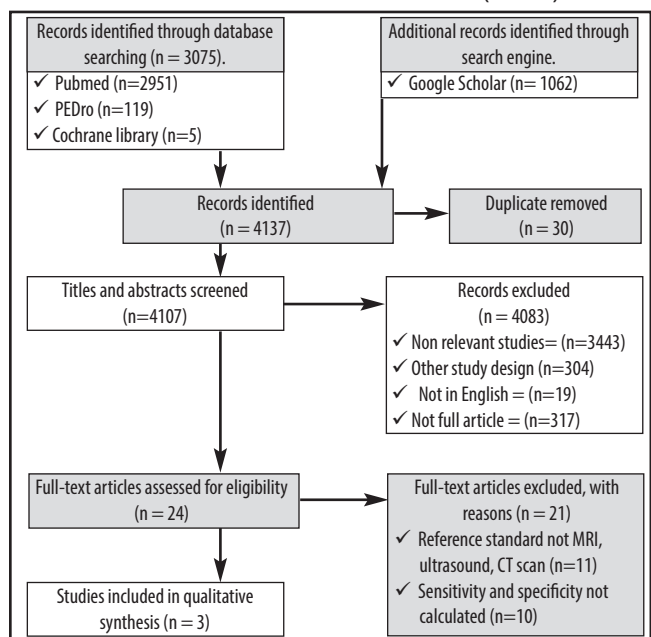 Records identified through database
searching (n = 3075).
✓ Pubmed (n=2951)
✓ PEDro (n=119)
✓ Cochrane library (n=5)
Additional records identified through
search engine.
✓ Google Scholar (n= 1062)
Records identified
(n = 4137)
Duplicate removed
(n = 30)
Titles and abstracts screened
(n=4107)
Records excluded
(n = 4083)
✓ Non relevant studies= (n=3443)
✓ Other study design (n=304)
✓ Not in English = (n=19)
✓ Not full article = (n=317)
Full-text articles assessed for eligibility
(n = 24)
Full-text articles excluded, with
reasons (n = 21)
✓ Reference standard not MRI,
ultrasound, CT scan (n=11)
✓ Sensitivity and specificity not
calculated (n=10)
Studies included in qualitative
synthesis (n = 3)